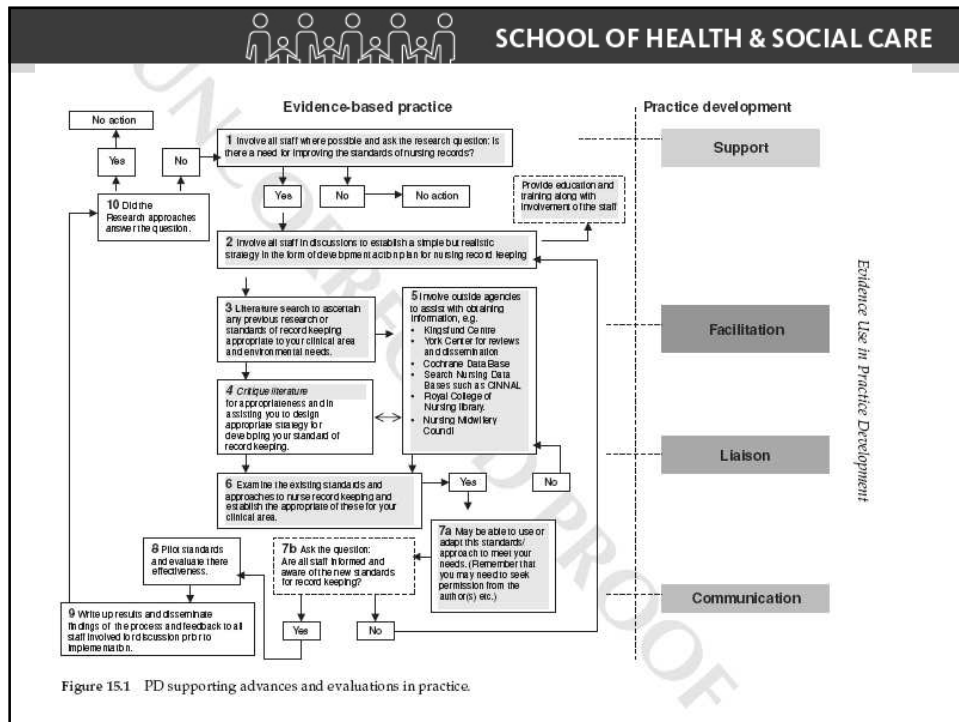 SCHOOL OF HEALTH & SOCIAL CARE
UNCORRECTED PROOF
Evidence-based practice
Practice development
No action
Yes
No
1 Involve all staff where possible and ask the research question: is
there a need for improving the standards of nursing records?
Yes
No
No action
Support
Provide education and
training along with
involvement of the staff
10 Did the
Research approaches
answer the question.
2 Involve all staff in discussions to establish a simple but realistic
strategy in the form of development action plan for nursing record keeping
3 Literature search to ascertain
any previous research or
standards of record keeping
appropriate to your clinical area
and environmental needs.
5 Involve outside agencies
to assist with obtaining
information, e.g.
• Kingsfund Centre
• York Center for reviews
and dissemination
• Cochrane Data Base
• Search Nursing Data
Bases such as CINNAL
• Royal College of
Nursing library.
• Nursing Midwifery
Council
Facilitation
4 Critique literature
for appropriateness and in
assisting you to design
appropriate strategy for
developing your standard of
record keeping.
Liaison
6 Examine the existing standards and
approaches to nurse record keeping and
establish the appropriate of these for your
clinical area.
Yes
No
7a May be able to use or
adapt this standards/
approach to meet your
needs. (Remember that
you may need to seek
permission from the
author(s) etc.)
7b Ask the question:
Are all staff informed and
aware of the new standards
for record keeping?
8 Pilot standards
and evaluate there
effectiveness.
Communication
9 Write up results and disseminate
findings of the process and feedback to all
staff involved for discussion prior to
implementation.
Yes
No
Evidence Use in Practice Development
Figure 15.1 PD supporting advances and evaluations in practice.